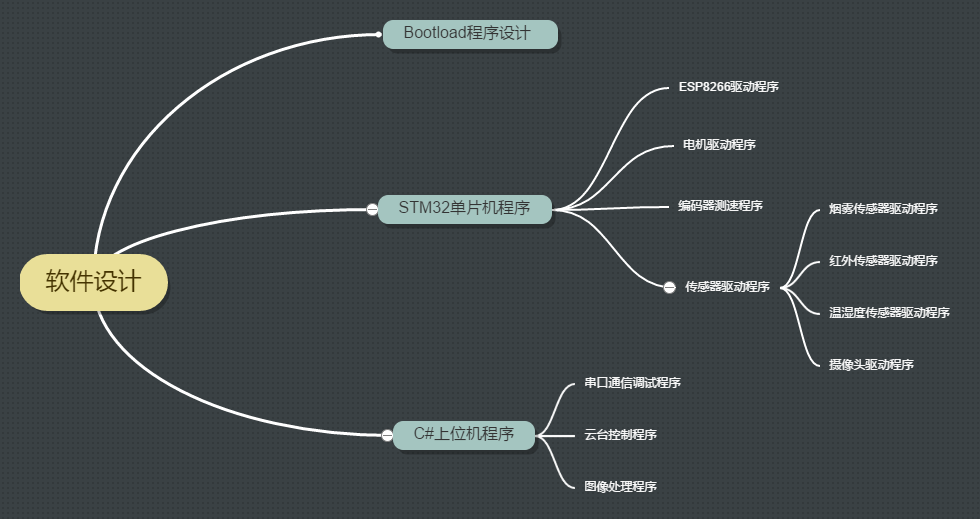 软件设计
Bootload程序设计
STM32单片机程序
ESP8266驱动程序
电机驱动程序
编码器测速程序
传感器驱动程序
烟雾传感器驱动程序
红外传感器驱动程序
温湿度传感器驱动程序
摄像头驱动程序
C#上位机程序
串口通信调试程序
云台控制程序
图像处理程序